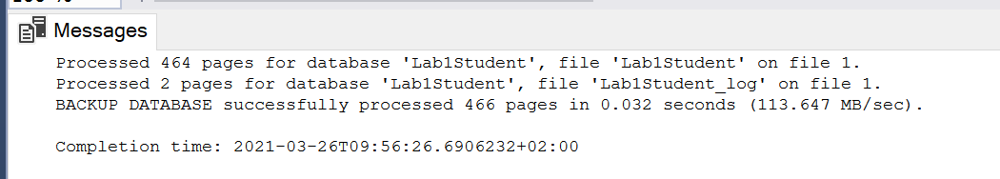 Messages
Processed 464 pages for database 'Lab1Student', file 'Lab1Student' on file 1.
Processed 2 pages for database 'Lab1Student', file 'Lab1Student_log' on file 1.
BACKUP DATABASE successfully processed 466 pages in 0.032 seconds (113.647 MB/sec).
Completion time: 2021-03-26T09:56:26.6906232+02:00